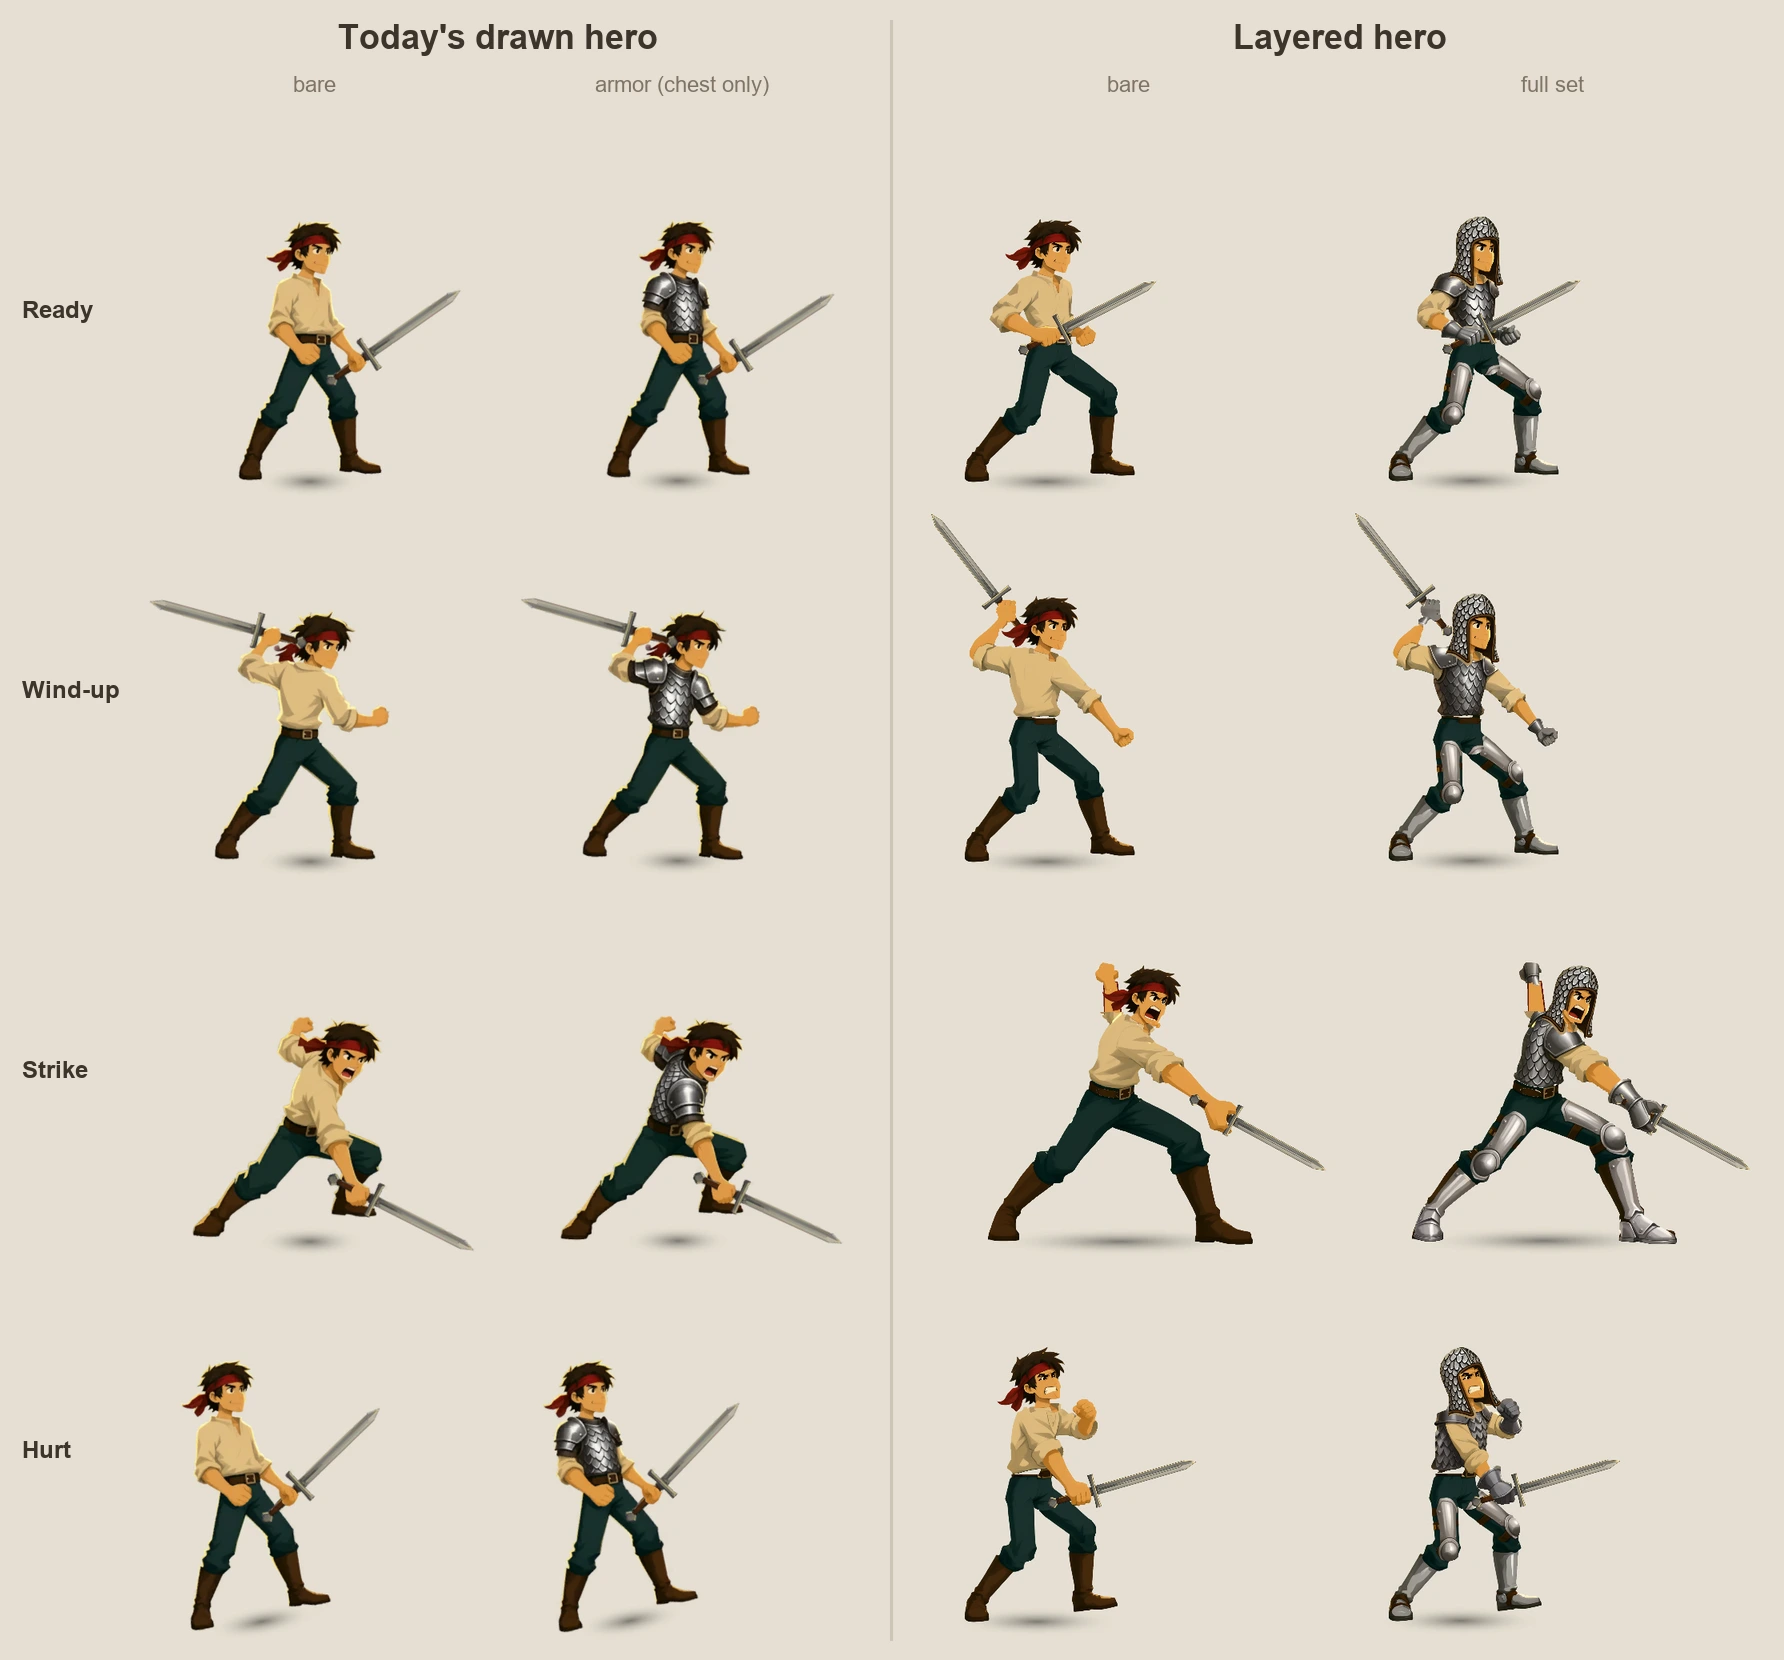 Today's drawn hero
Layered hero
bare
armor (chest only)
bare
full set
Ready
Wind-up
Strike
Hurt